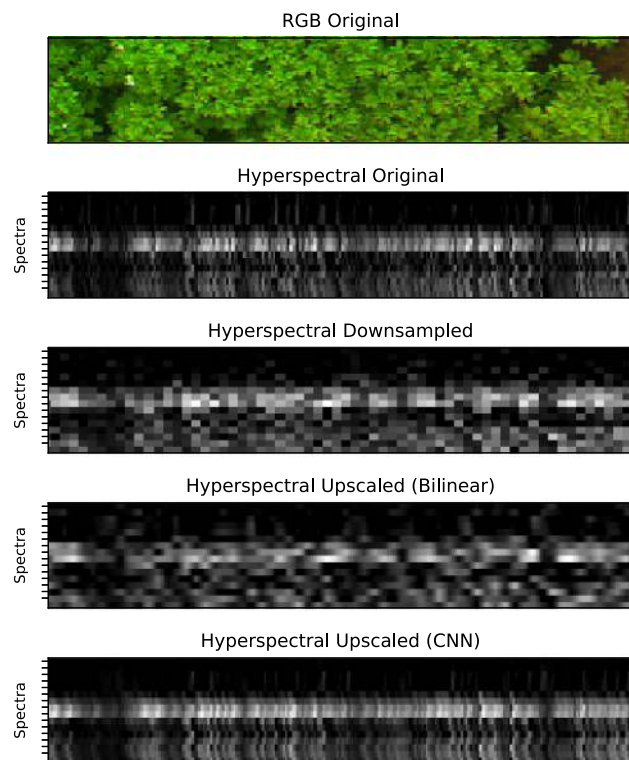 RGB Original
Hyperspectral Original
Spectra
Hyperspectral Downsampled
Spectra
Hyperspectral Upscaled (Bilinear)
Spectra
Hyperspectral Upscaled (CNN)
Spectra